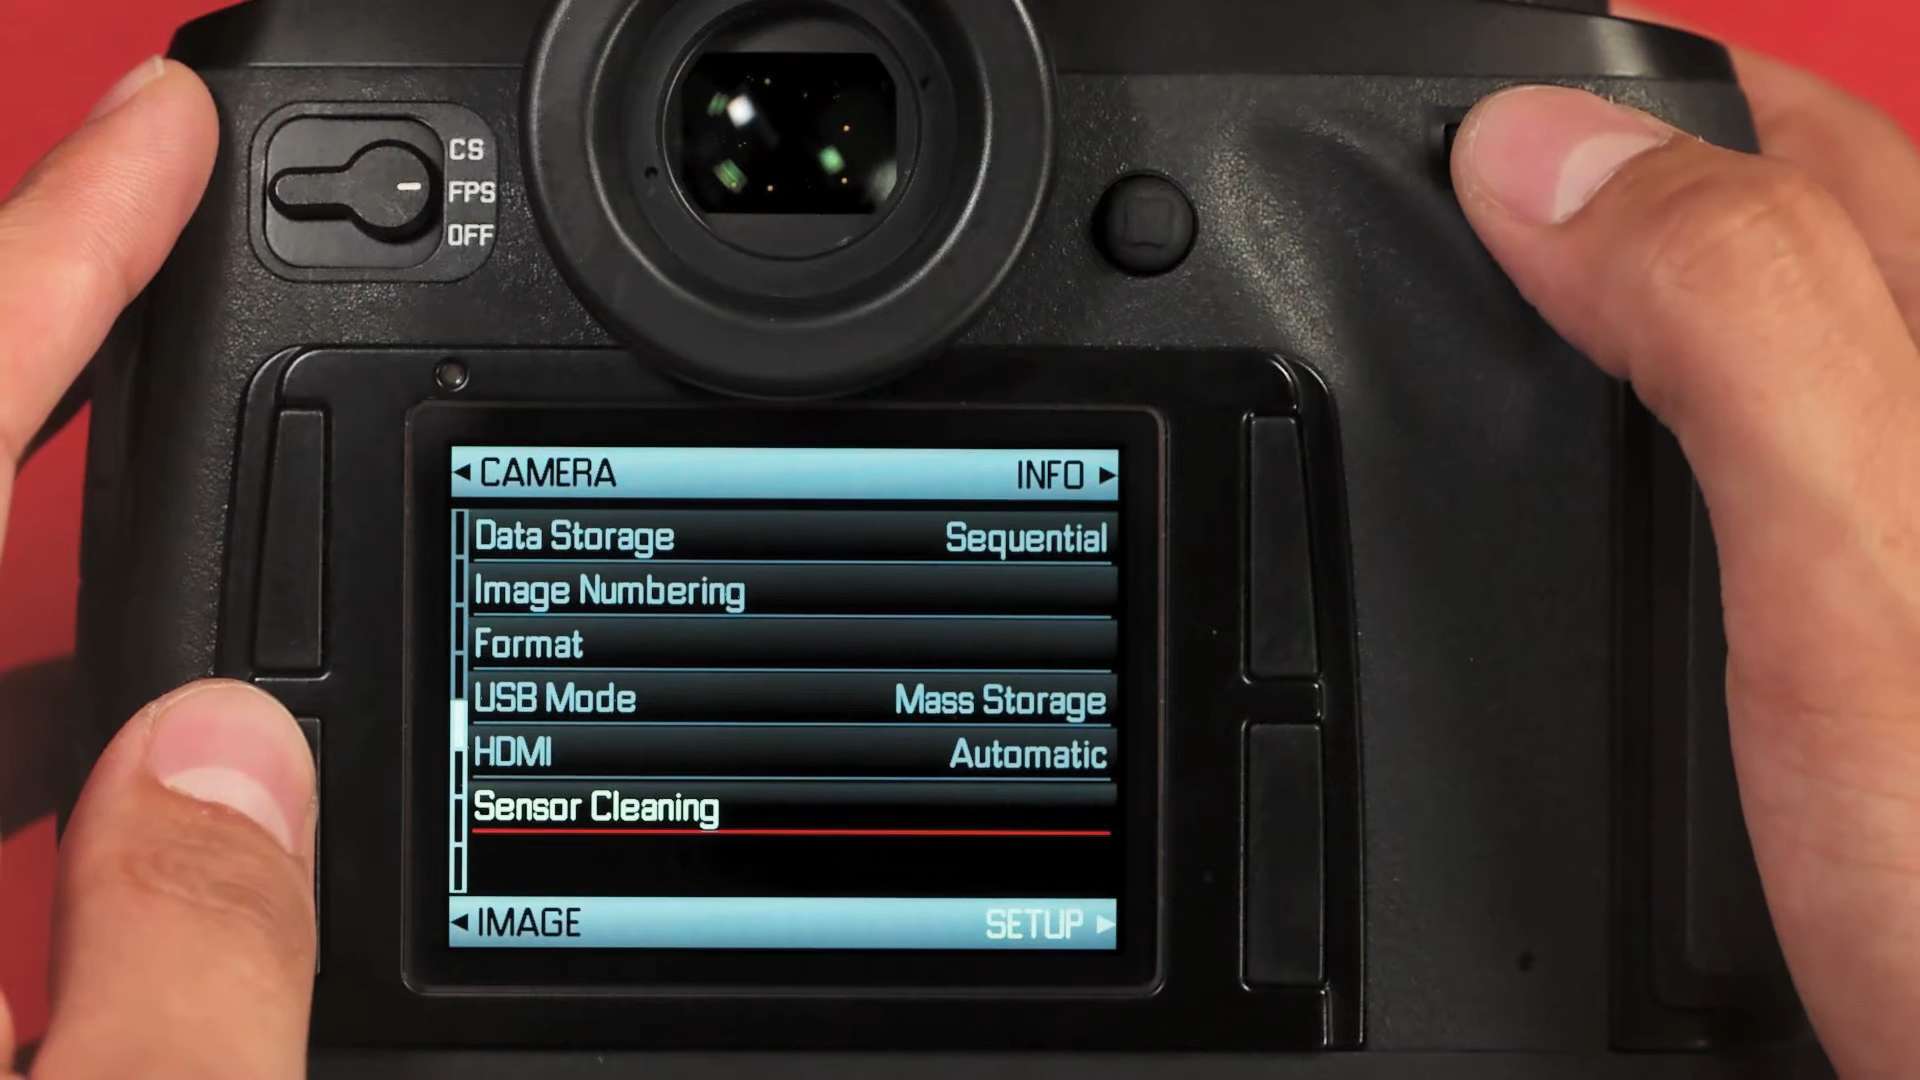 CS
FPS
OFF
CAMERA INFO
Data Storage Sequential
Image Numbering
Format
USB Mode Mass Storage
HDMI Automatic
Sensor Cleaning
IMAGE SETUP